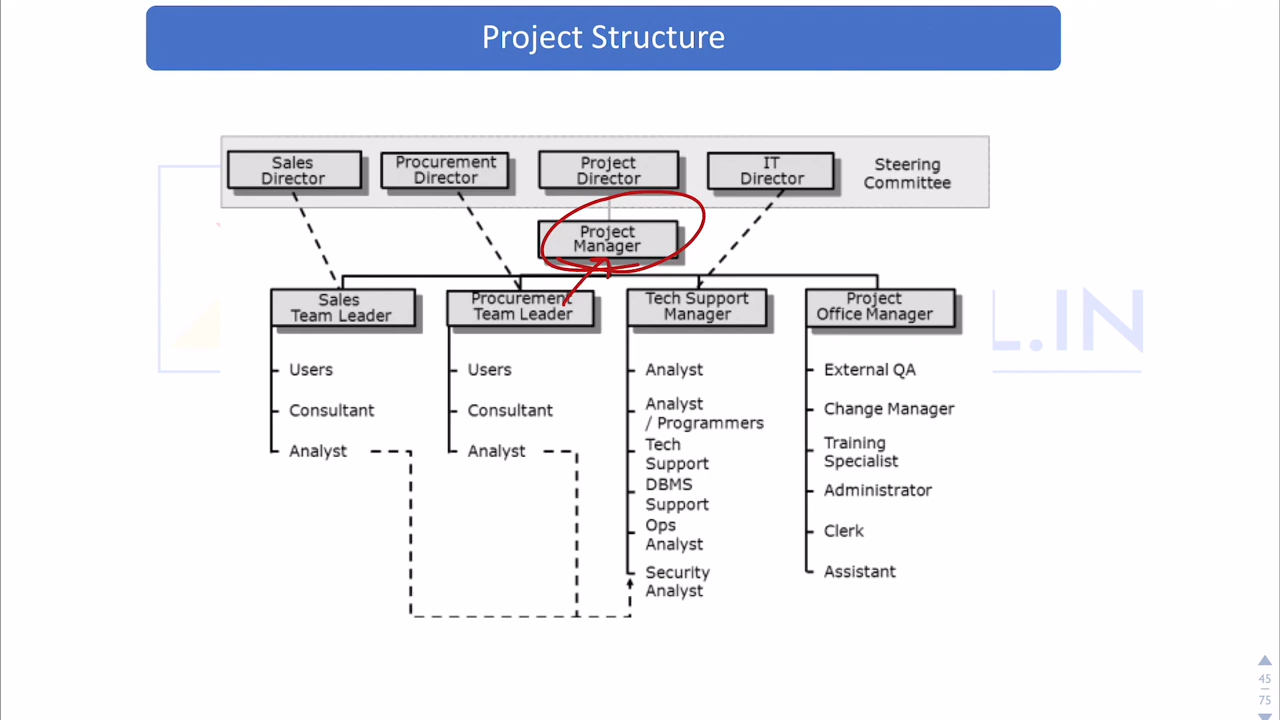 Project Structure
Sales
Director
Procurement
Director
Project
Director
IT
Director
Steering
Committee
Project
Manager
Sales
Team Leader
Procurement
Team Leader
Tech Support
Manager
Project
Office Manager
Users
Consultant
Analyst
Users
Consultant
Analyst
Analyst
Analyst
/ Programmers
Tech
Support
DBMS
Support
Ops
Analyst
Security
Analyst
External QA
Change Manager
Training
Specialist
Administrator
Clerk
Assistant
L.IN
45
75